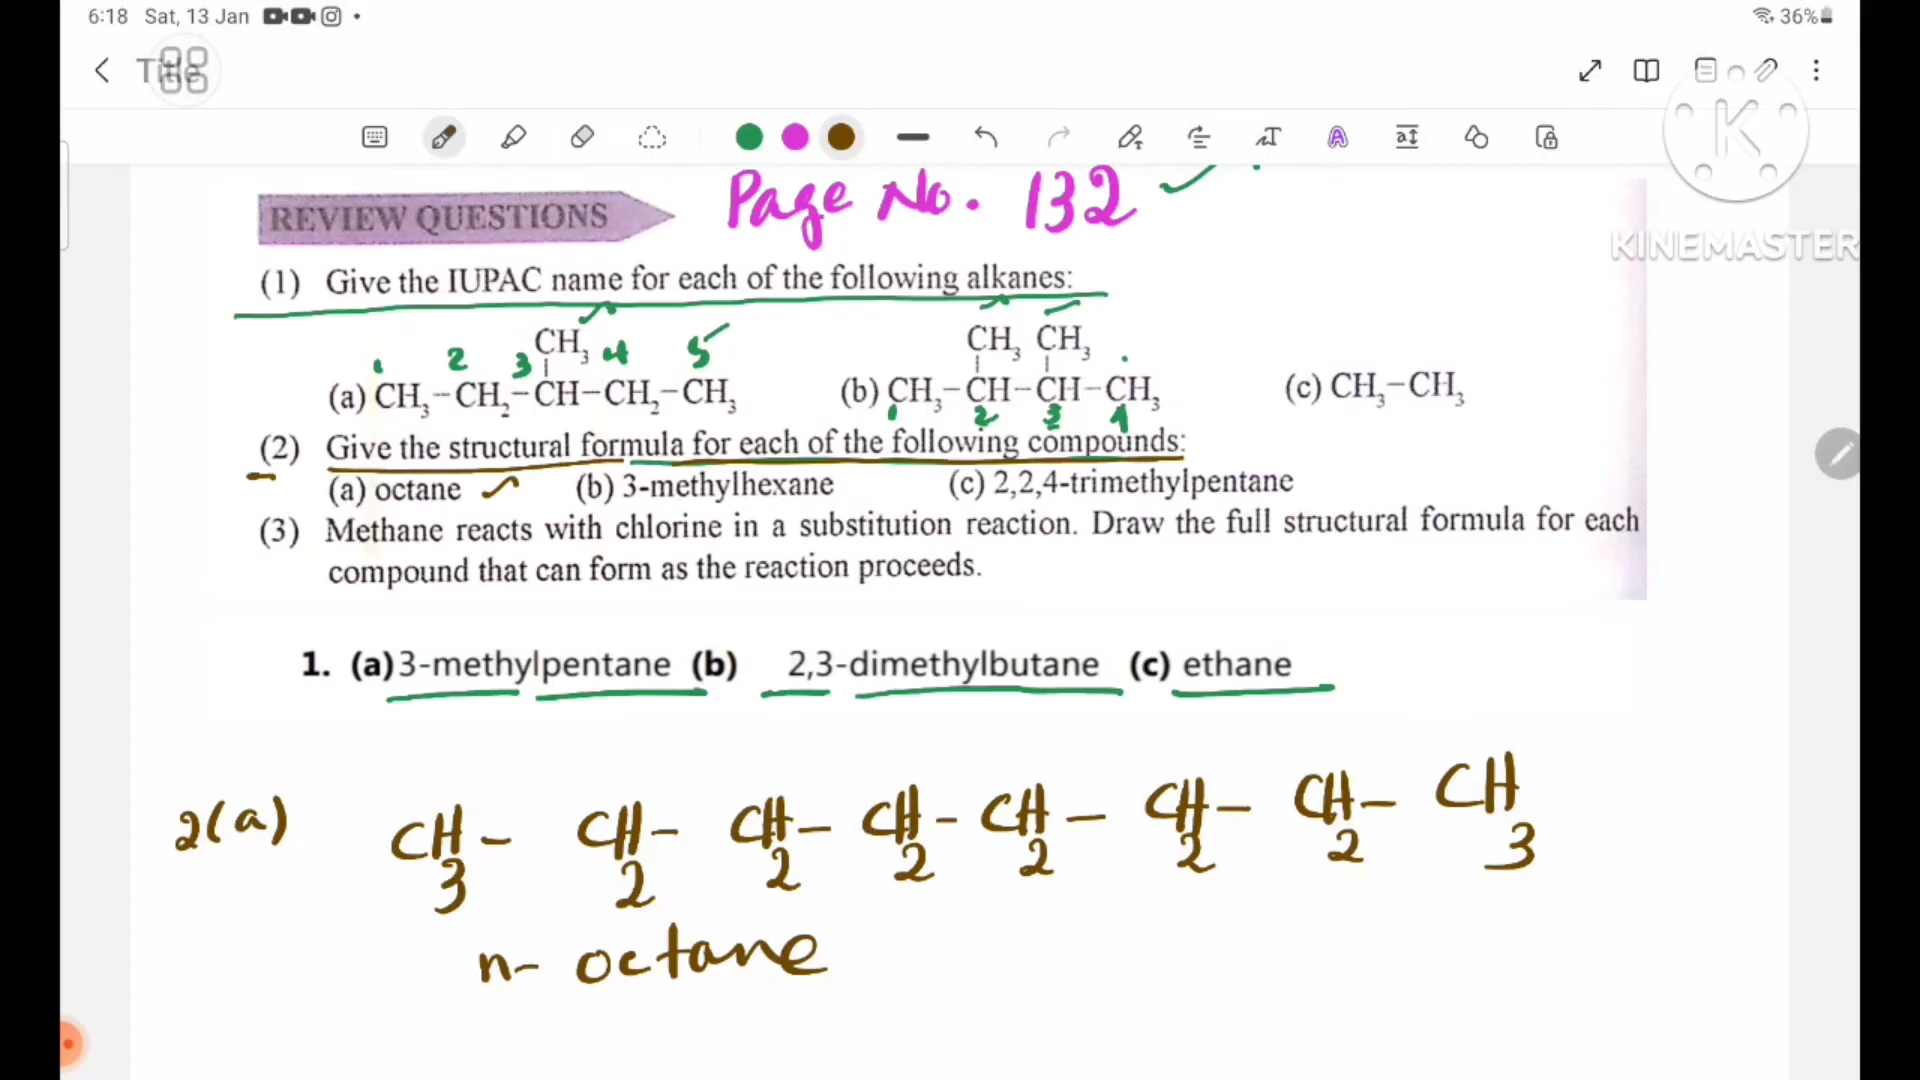 6:18 Sat, 13 Jan 36%
Title
K
KINEMASTER
REVIEW QUESTIONS Page No. 132
(1) Give the IUPAC name for each of the following alkanes:
CH₃ CH₃ CH₃
1 2 3 4 5
(a) CH₃–CH₂–CH–CH₂–CH₃ (b) CH₃–CH–CH–CH₃ (c) CH₃–CH₃
1 2 3 4
(2) Give the structural formula for each of the following compounds:
(a) octane (b) 3-methylhexane (c) 2,2,4-trimethylpentane
(3) Methane reacts with chlorine in a substitution reaction. Draw the full structural formula for each
compound that can form as the reaction proceeds.
1. (a) 3-methylpentane (b) 2,3-dimethylbutane (c) ethane
2(a) CH₃ – CH₂ – CH₂ – CH₂ – CH₂ – CH₂ – CH₂ – CH₃
n- octane